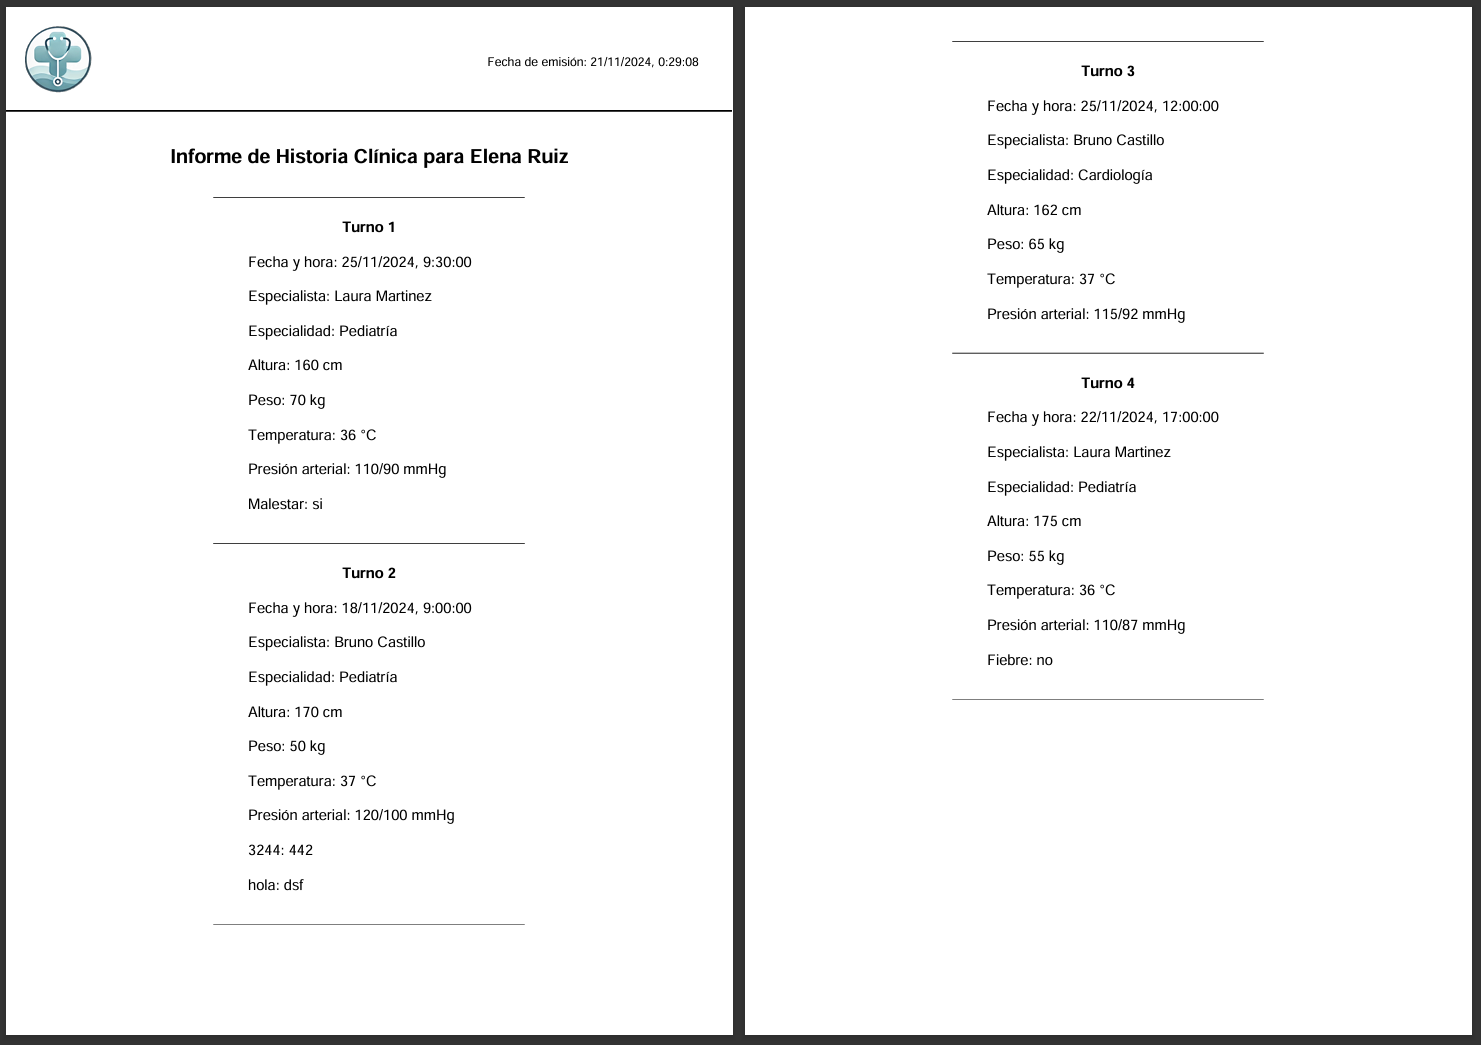 Fecha de emisión: 21/11/2024, 0:29:08
Informe de Historia Clínica para Elena Ruiz
Turno 1
Fecha y hora: 25/11/2024, 9:30:00
Especialista: Laura Martinez
Especialidad: Pediatría
Altura: 160 cm
Peso: 70 kg
Temperatura: 36 °C
Presión arterial: 110/90 mmHg
Malestar: si
Turno 2
Fecha y hora: 18/11/2024, 9:00:00
Especialista: Bruno Castillo
Especialidad: Pediatría
Altura: 170 cm
Peso: 50 kg
Temperatura: 37 °C
Presión arterial: 120/100 mmHg
3244: 442
hola: dsf
Turno 3
Fecha y hora: 25/11/2024, 12:00:00
Especialista: Bruno Castillo
Especialidad: Cardiología
Altura: 162 cm
Peso: 65 kg
Temperatura: 37 °C
Presión arterial: 115/92 mmHg
Turno 4
Fecha y hora: 22/11/2024, 17:00:00
Especialista: Laura Martinez
Especialidad: Pediatría
Altura: 175 cm
Peso: 55 kg
Temperatura: 36 °C
Presión arterial: 110/87 mmHg
Fiebre: no